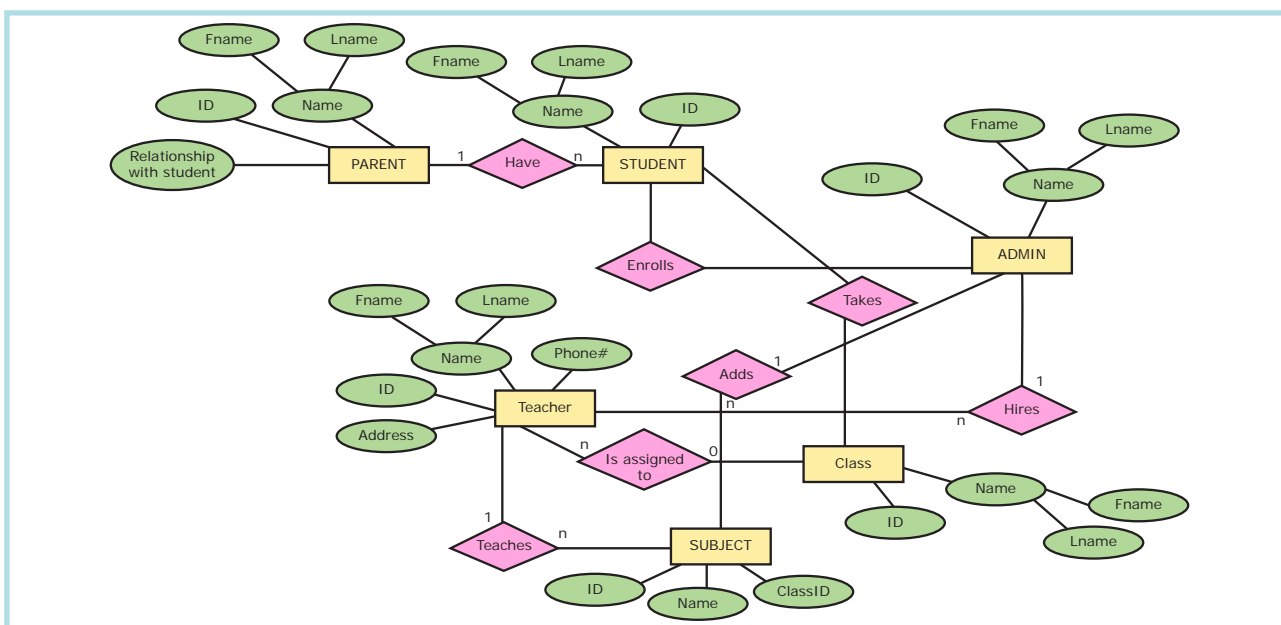 Fname
Lname
Fname
Lname
ID
Name
Name
ID
Fname
Lname
Relationship
with student
PARENT
1
Have
n
STUDENT
ID
Name
Enrolls
ADMIN
Fname
Lname
Takes
Name
Phone#
Adds
1
1
ID
Teacher
n
Hires
n
Address
n
Is assigned
to
0
Class
Name
Fname
ID
Lname
1
Teaches
n
SUBJECT
ID
Name
ClassID